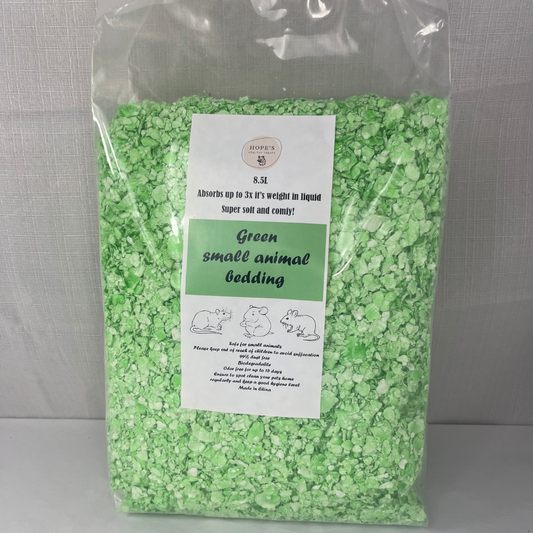 HOPE'S
HEALTHY TREATS
8.5L
Absorbs up to 3x it's weight in liquid
Super soft and comfy!
Green
small animal
bedding
Safe for small animals
Please keep out of reach of children to avoid suffocation
99% dust free
Biodegradable
Odor free for up to 15 days
Ensure to spot clean your pets home
regularly and keep a good hygiene level
Made in China